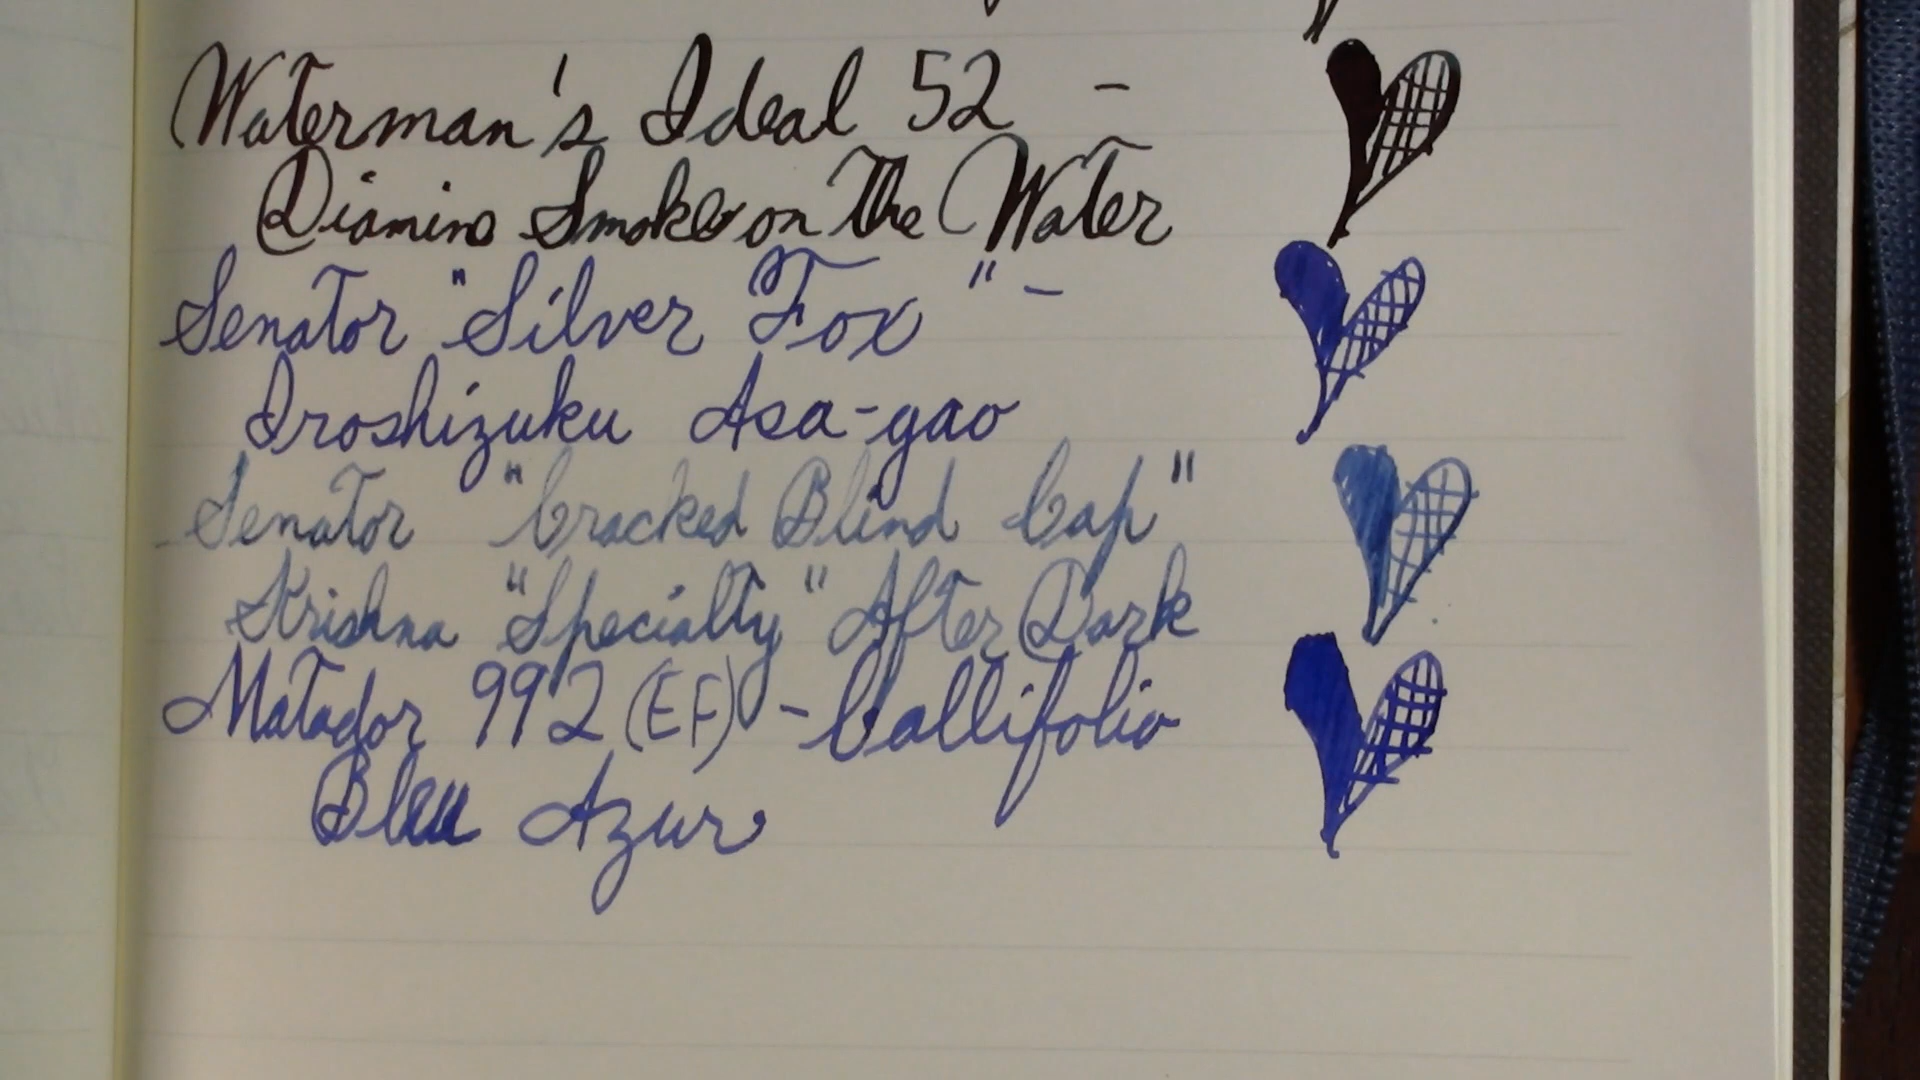 Waterman's Ideal 52 -
Diamine Smoke on The Water
Senator "Silver Fox" -
Iroshizuku Asa-gao
Senator "Cracked Blind Cap"
Krishna "Specialty" After Dark
Matador 992 (EF) - Callifolio
Bleu Azur